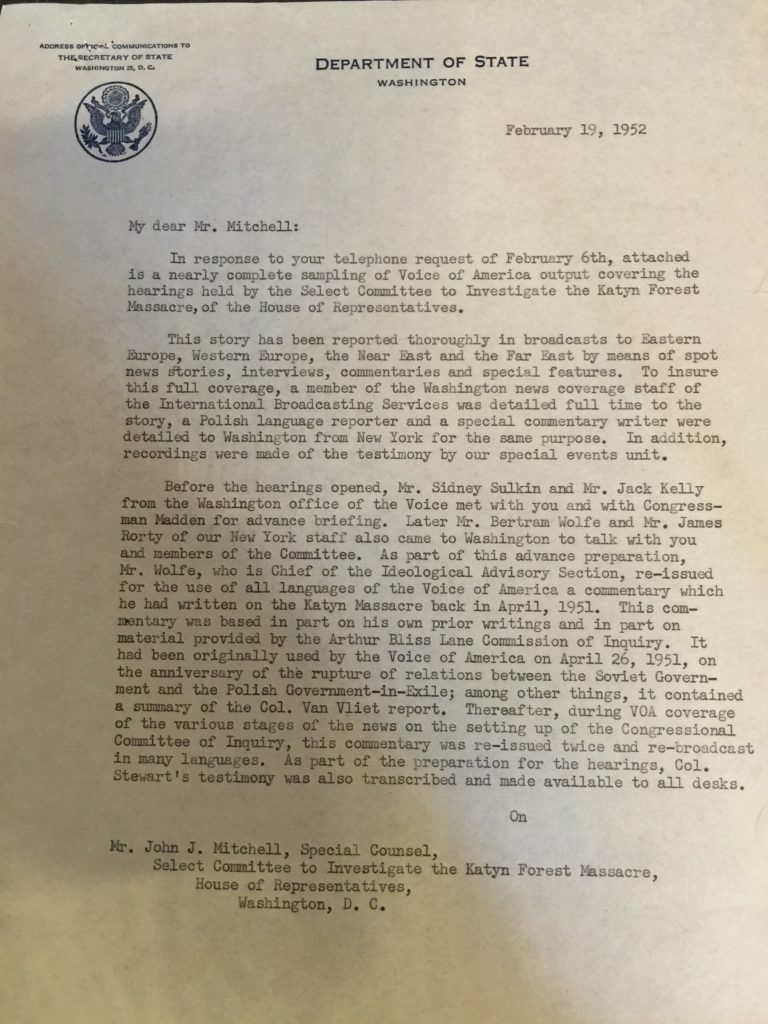 ADDRESS OFFICIAL COMMUNICATIONS TO
THE SECRETARY OF STATE
WASHINGTON 25, D. C.
DEPARTMENT OF STATE
WASHINGTON
February 19, 1952
My dear Mr. Mitchell:
In response to your telephone request of February 6th, attached
is a nearly complete sampling of Voice of America output covering the
hearings held by the Select Committee to Investigate the Katyn Forest
Massacre, of the House of Representatives.
This story has been reported thoroughly in broadcasts to Eastern
Europe, Western Europe, the Near East and the Far East by means of spot
news stories, interviews, commentaries and special features. To insure
this full coverage, a member of the Washington news coverage staff of
the International Broadcasting Services was detailed full time to the
story, a Polish language reporter and a special commentary writer were
detailed to Washington from New York for the same purpose. In addition,
recordings were made of the testimony by our special events unit.
Before the hearings opened, Mr. Sidney Sulkin and Mr. Jack Kelly
from the Washington office of the Voice met with you and with Congress-
man Madden for advance briefing. Later Mr. Bertram Wolfe and Mr. James
Rorty of our New York staff also came to Washington to talk with you
and members of the Committee. As part of this advance preparation,
Mr. Wolfe, who is Chief of the Ideological Advisory Section, re-issued
for the use of all languages of the Voice of America a commentary which
he had written on the Katyn Massacre back in April, 1951. This com-
mentary was based in part on his own prior writings and in part on
material provided by the Arthur Bliss Lane Commission of Inquiry. It
had been originally used by the Voice of America on April 26, 1951, on
the anniversary of the rupture of relations between the Soviet Govern-
ment and the Polish Government-in-Exile; among other things, it contained
a summary of the Col. Van Vliet report. Thereafter, during VOA coverage
of the various stages of the news on the setting up of the Congressional
Committee of Inquiry, this commentary was re-issued twice and re-broadcast
in many languages. As part of the preparation for the hearings, Col.
Stewart's testimony was also transcribed and made available to all desks.
On
Mr. John J. Mitchell, Special Counsel,
Select Committee to Investigate the Katyn Forest Massacre,
House of Representatives,
Washington, D. C.